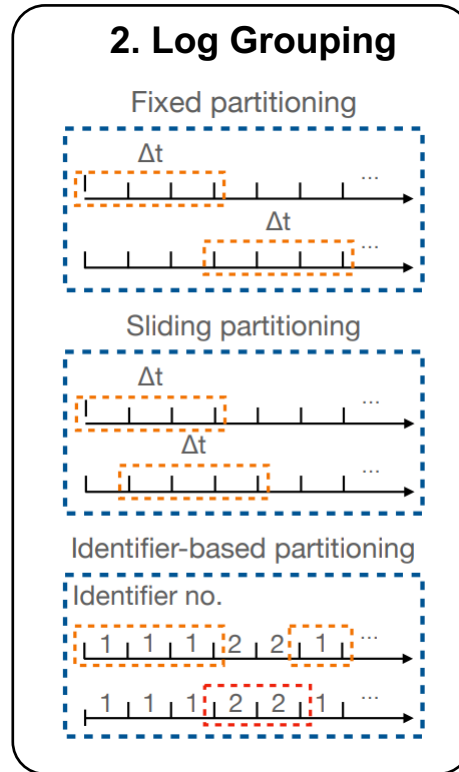 2. Log Grouping
Fixed partitioning
Δt
...
Δt
...
Sliding partitioning
Δt
...
Δt
...
Identifier-based partitioning
Identifier no.
1 1 1 2 2 1 ...
1 1 1 2 2 1 ...